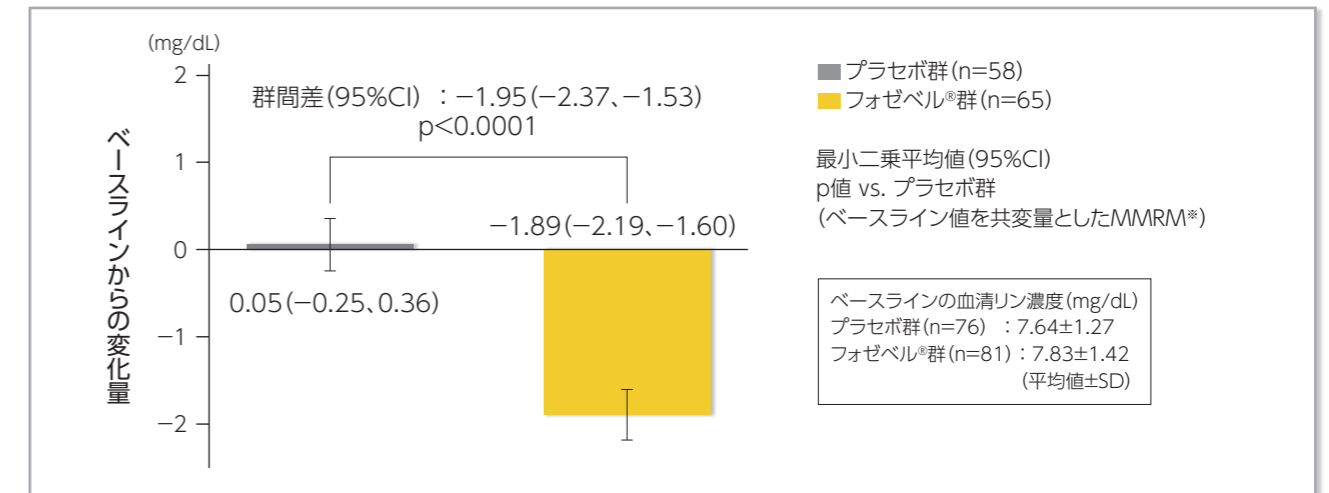 (mg/dL)
2
1
0
−1
−2
ベースラインからの変化量
群間差(95%CI) :−1.95(−2.37、−1.53)
p<0.0001
−1.89(−2.19、−1.60)
0.05(−0.25、0.36)
プラセボ群(n=58)
フォゼベル®群(n=65)
最小二乗平均値(95%CI)
p値 vs. プラセボ群
(ベースライン値を共変量としたMMRM※)
ベースラインの血清リン濃度(mg/dL)
プラセボ群(n=76) :7.64±1.27
フォゼベル®群(n=81):7.83±1.42
(平均値±SD)